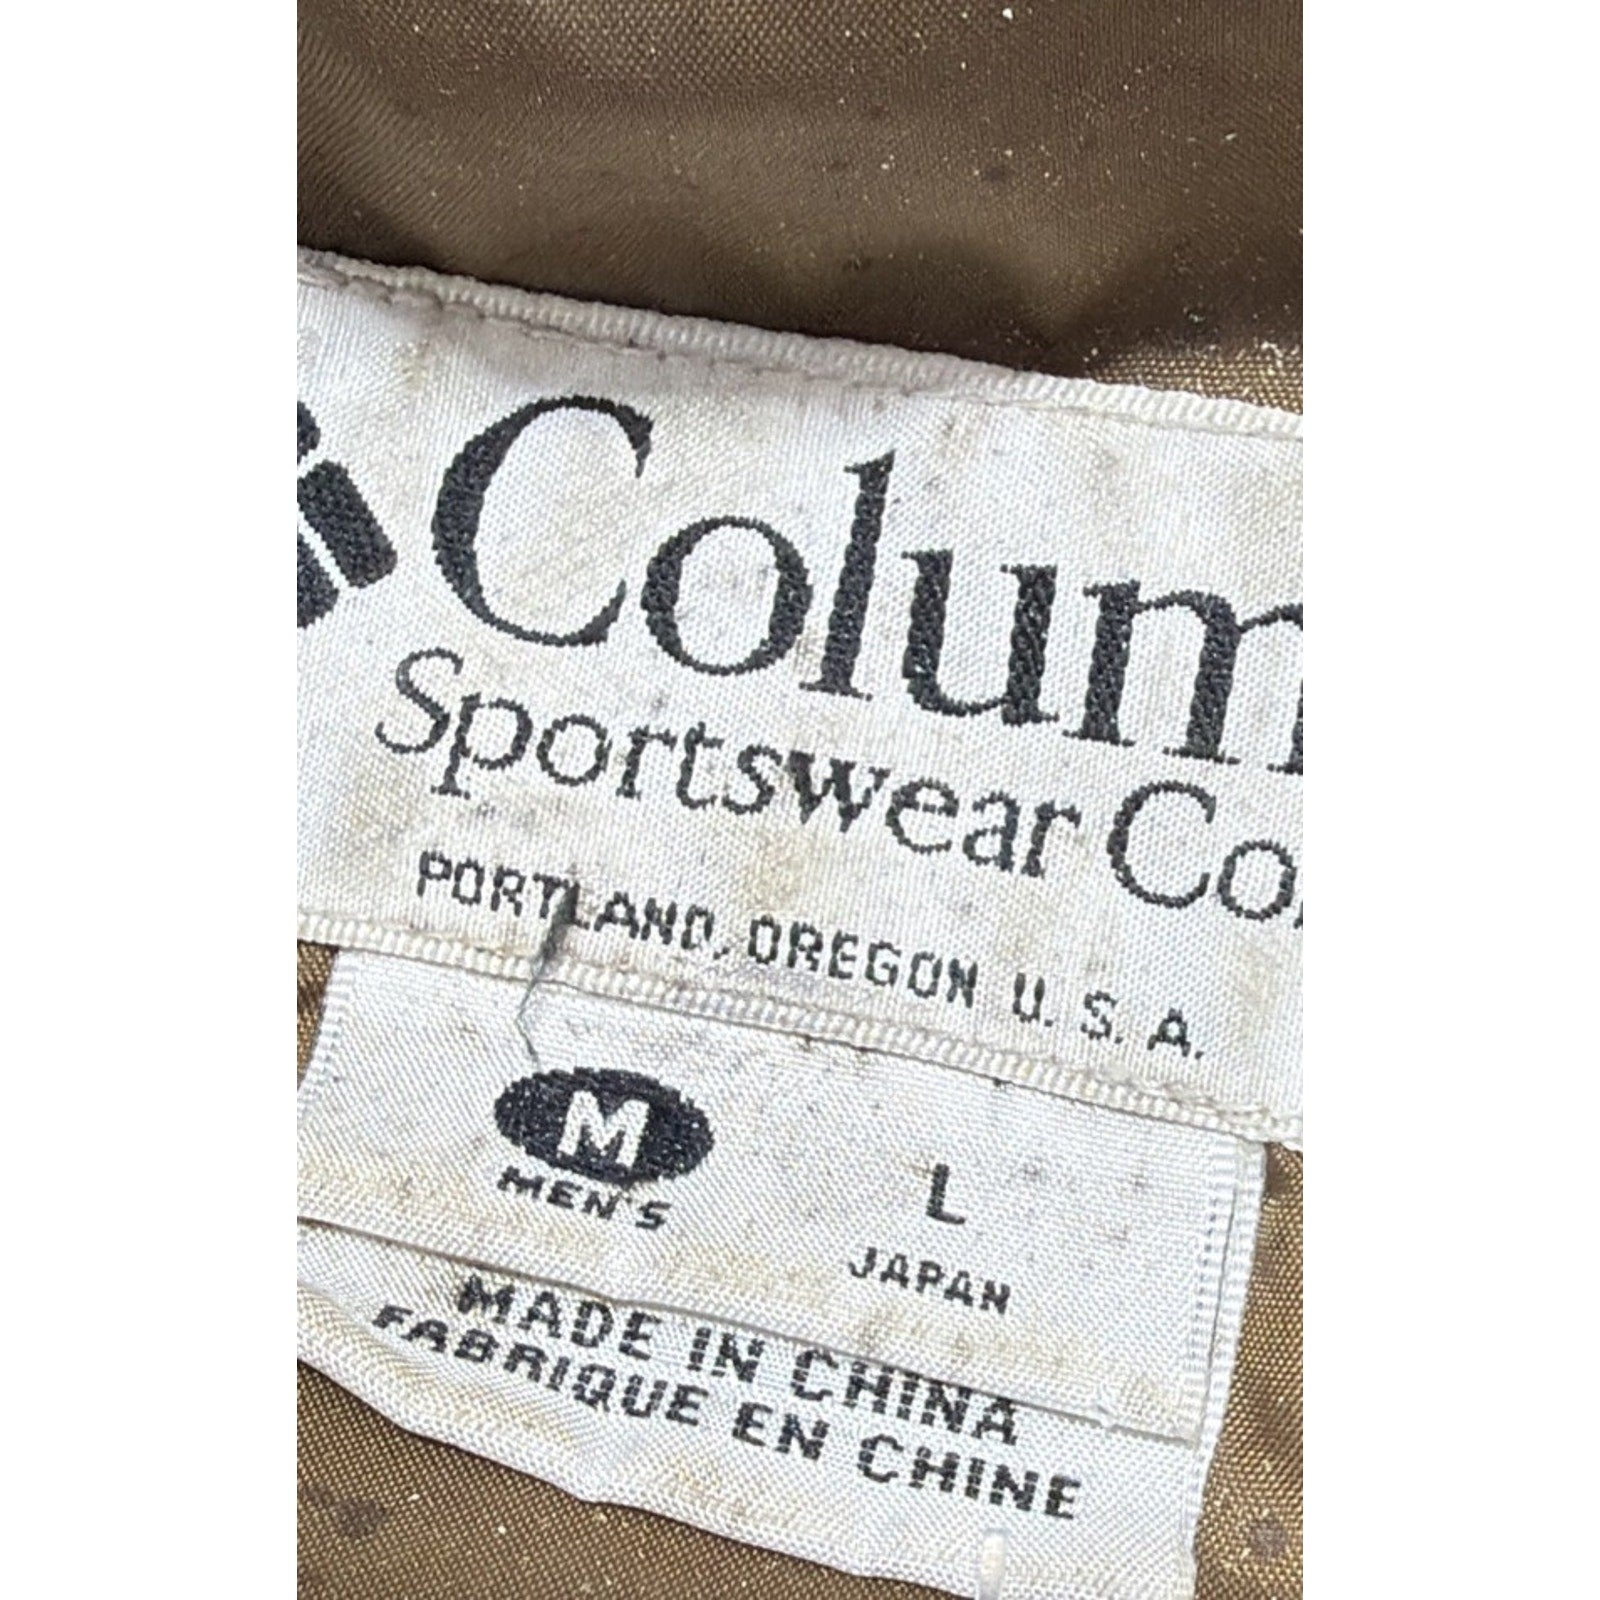 Colum
Sportswear Co
PORTLAND, OREGON U.S.A.
M
MEN'S
L
JAPAN
MADE IN CHINA
FABRIQUE EN CHINE